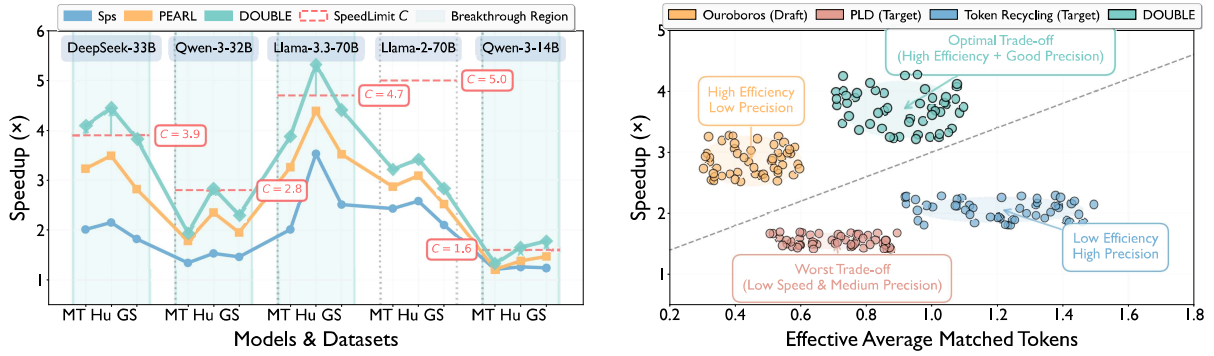 Sps
PEARL
DOUBLE
SpeedLimit C
Breakthrough Region
6
5
4
3
2
1
Speedup (×)
DeepSeek-33B
Qwen-3-32B
Llama-3.3-70B
Llama-2-70B
Qwen-3-14B
C = 3.9
C = 2.8
C = 4.7
C = 5.0
C = 1.6
MT Hu GS
MT Hu GS
MT Hu GS
MT Hu GS
MT Hu GS
Models & Datasets
Ouroboros (Draft)
PLD (Target)
Token Recycling (Target)
DOUBLE
5
4
3
2
1
Speedup (×)
Optimal Trade-off
(High Efficiency + Good Precision)
High Efficiency
Low Precision
Low Efficiency
High Precision
Worst Trade-off
(Low Speed & Medium Precision)
0.2
0.4
0.6
0.8
1.0
1.2
1.4
1.6
1.8
Effective Average Matched Tokens